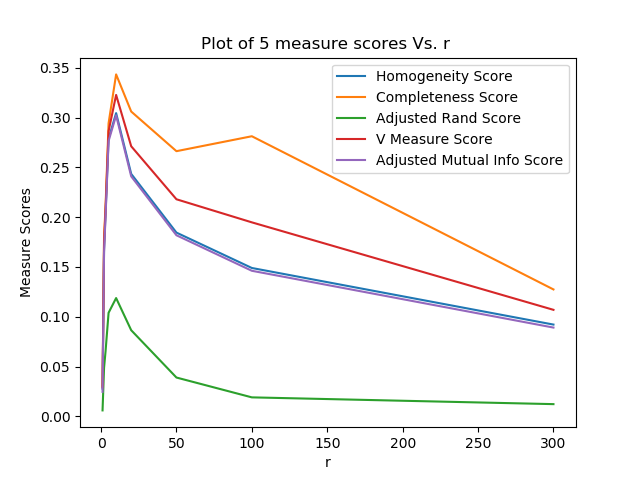 Plot of 5 measure scores Vs. r
Homogeneity Score
Completeness Score
Adjusted Rand Score
V Measure Score
Adjusted Mutual Info Score
Measure Scores
0.35
0.30
0.25
0.20
0.15
0.10
0.05
0.00
0 50 100 150 200 250 300
r